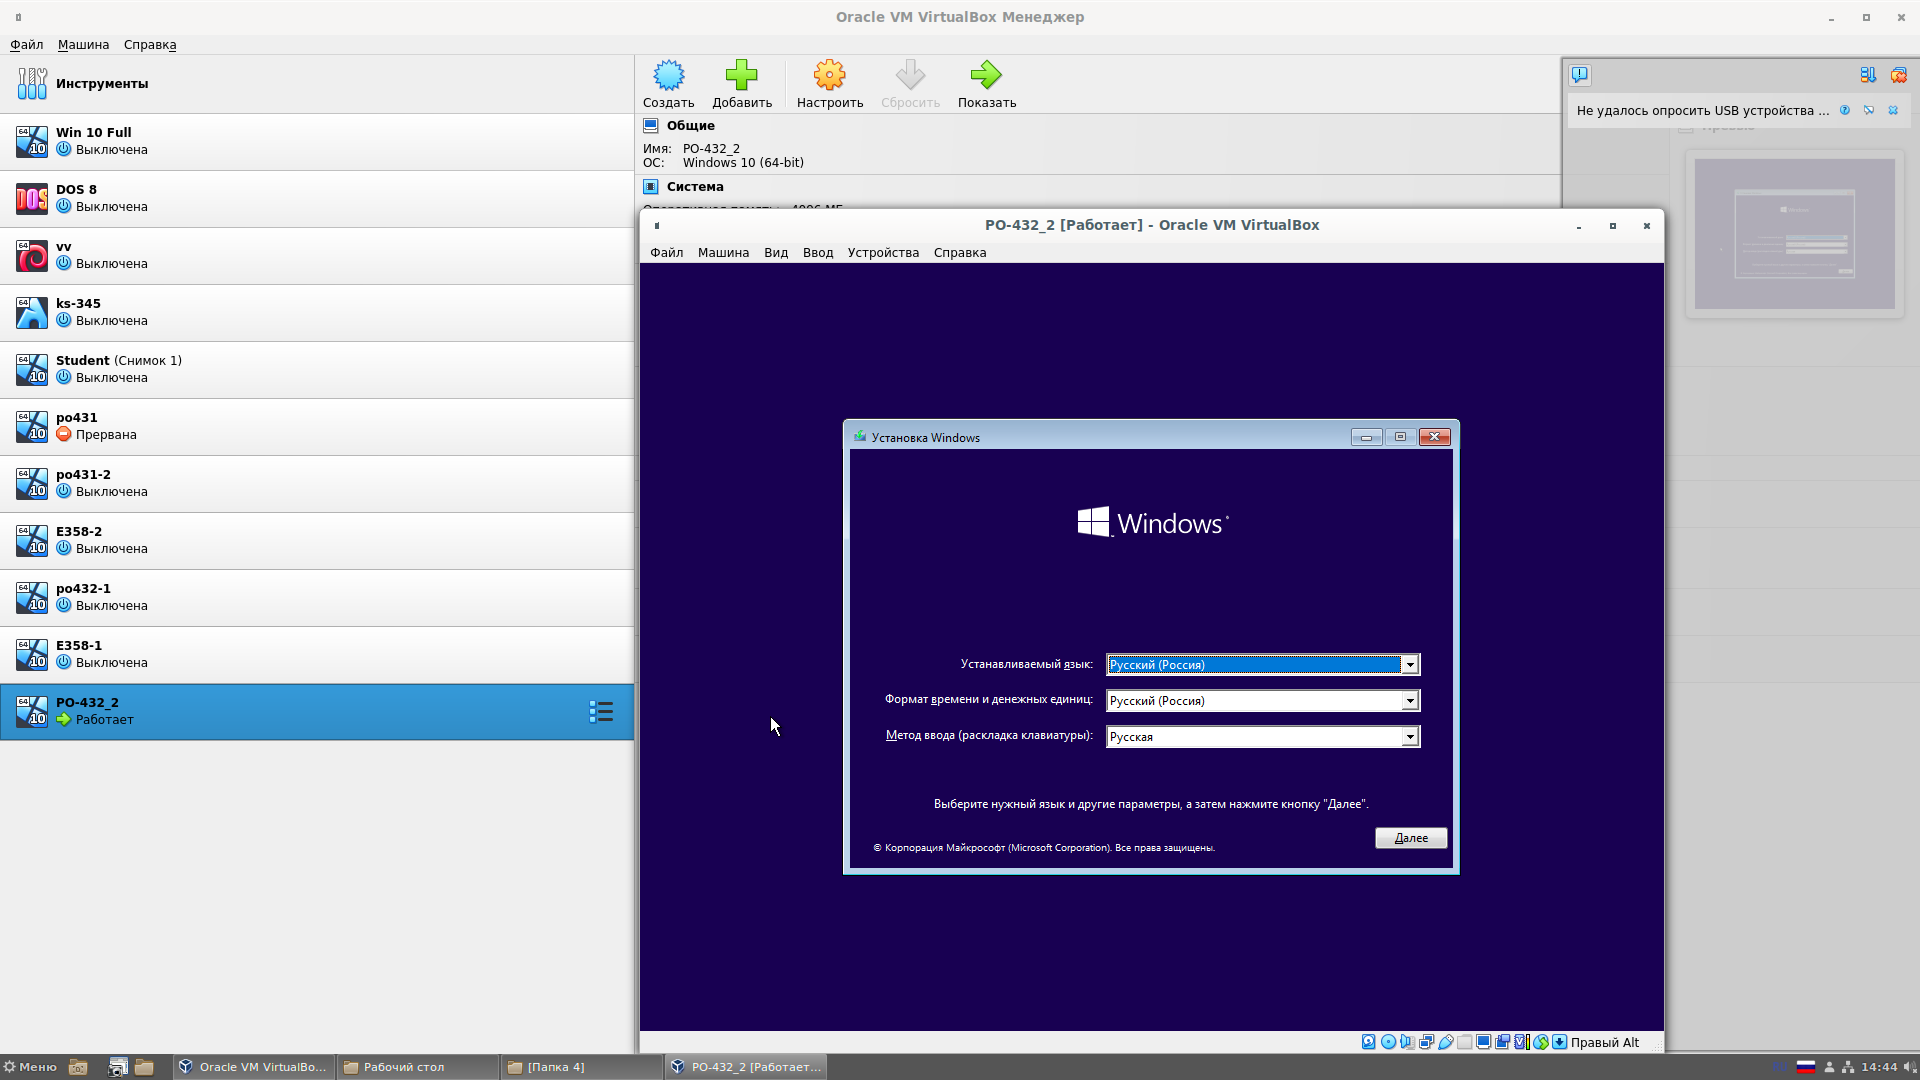 Oracle VM VirtualBox Менеджер
Файл Машина Справка
Инструменты
Win 10 Full
Выключена
DOS 8
Выключена
vv
Выключена
ks-345
Выключена
Student (Снимок 1)
Выключена
po431
Прервана
po431-2
Выключена
E358-2
Выключена
po432-1
Выключена
E358-1
Выключена
PO-432_2
Работает
Создать Добавить Настроить Сбросить Показать
Общие
Имя: PO-432_2
ОС: Windows 10 (64-bit)
Система
Не удалось опросить USB устройства ...
PO-432_2 [Работает] - Oracle VM VirtualBox
Файл Машина Вид Ввод Устройства Справка
Установка Windows
Windows
Устанавливаемый язык: Русский (Россия)
Формат времени и денежных единиц: Русский (Россия)
Метод ввода (раскладка клавиатуры): Русская
Выберите нужный язык и другие параметры, а затем нажмите кнопку "Далее".
Далее
© Корпорация Майкрософт (Microsoft Corporation). Все права защищены.
Правый Alt
Меню
Oracle VM VirtualBo...
Рабочий стол
[Папка 4]
PO-432_2 [Работает...
14:44